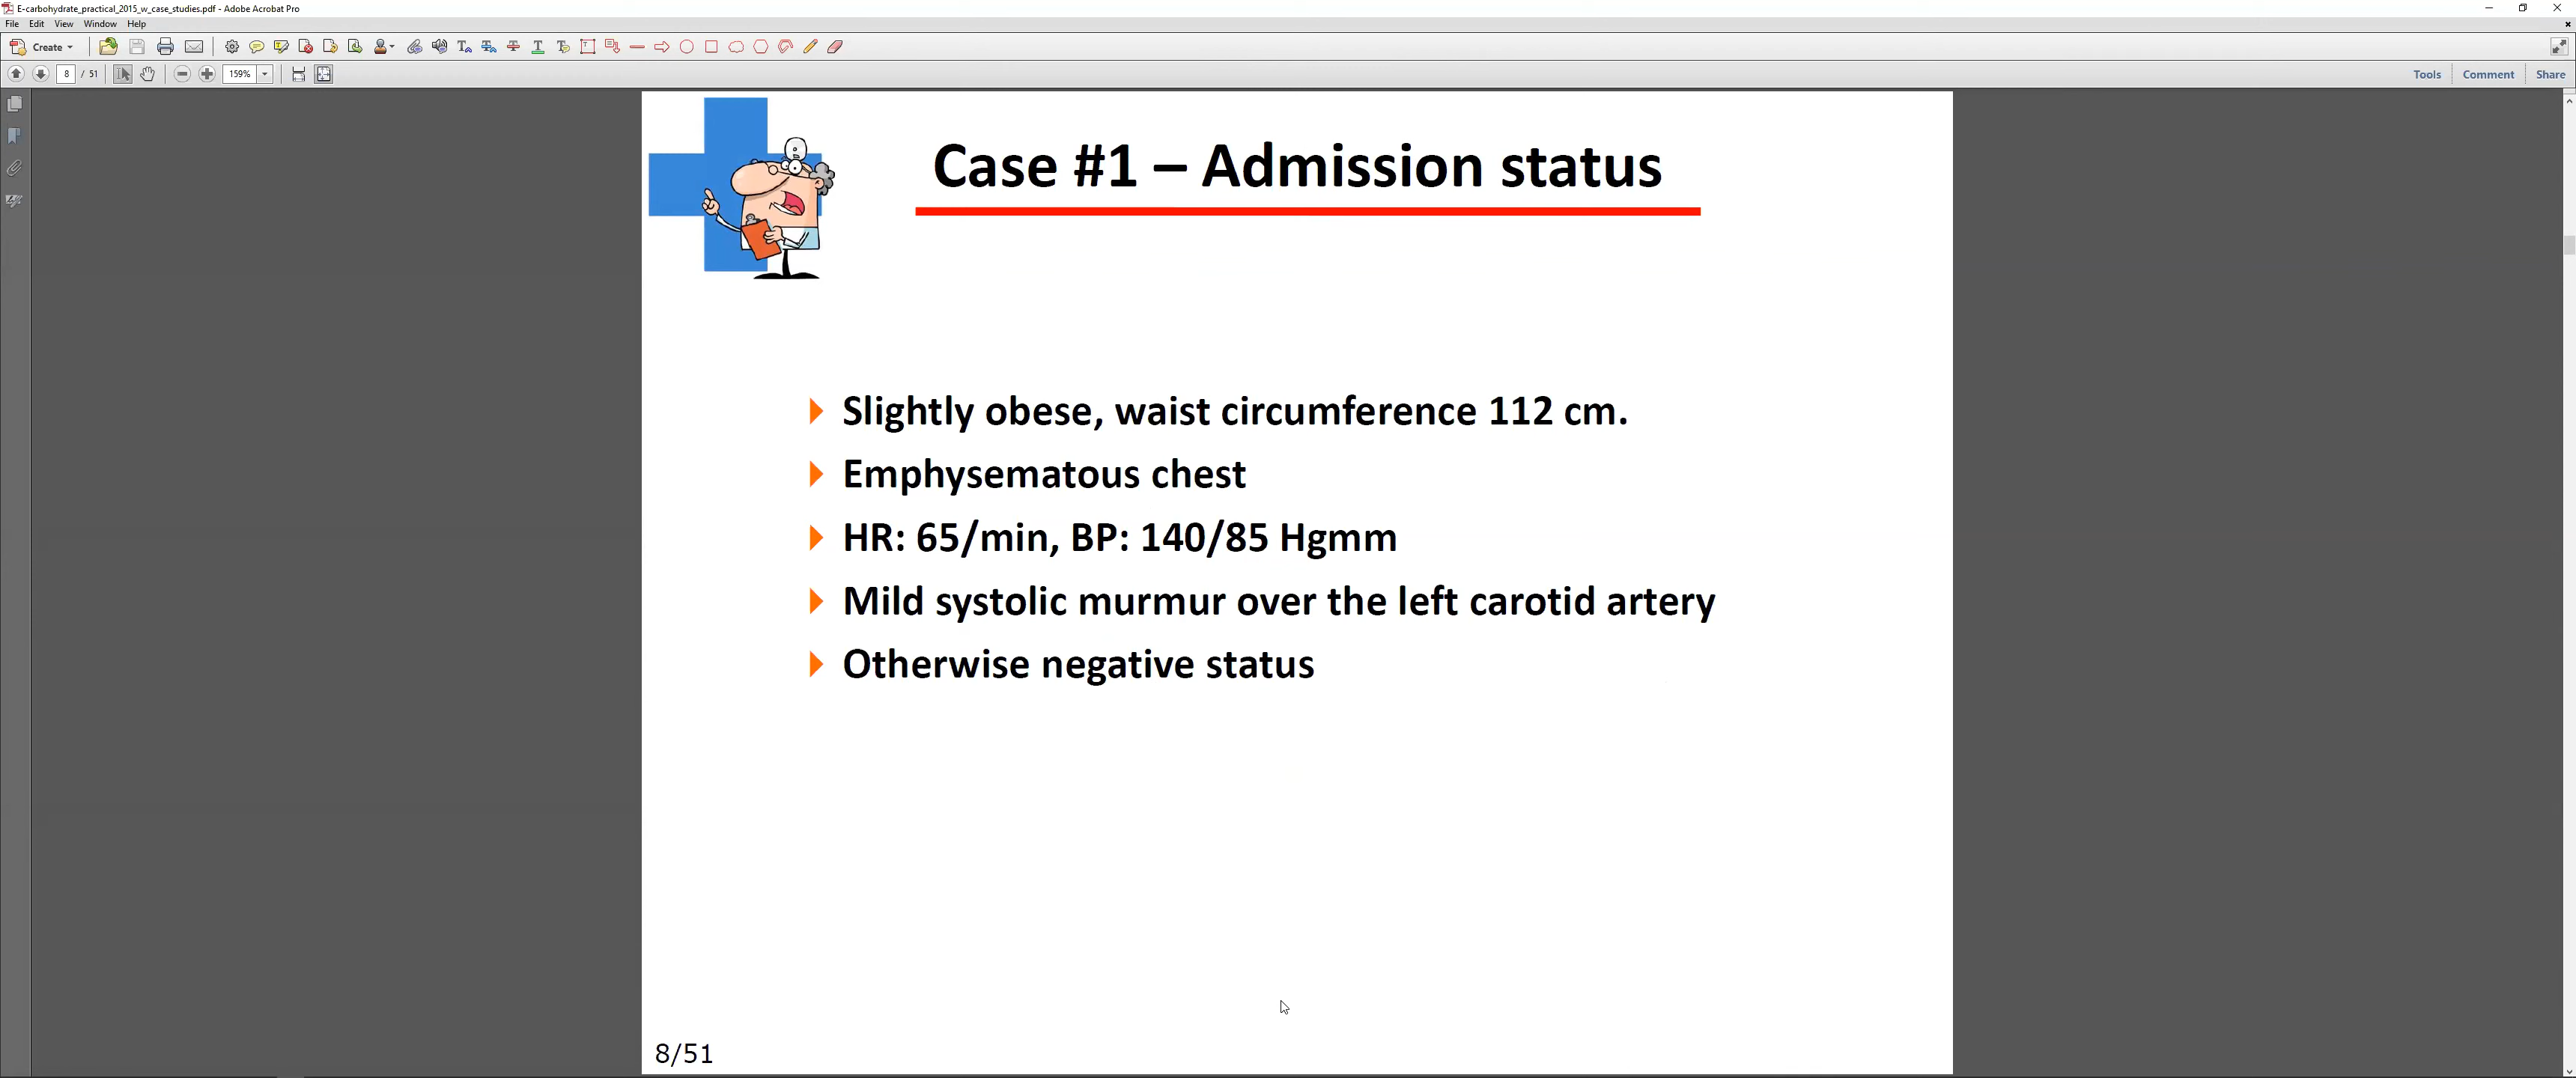 E-carbohydrate_practical_2015_w_case_studies.pdf - Adobe Acrobat Pro
File Edit View Window Help
Create
8 / 51 159% Tools Comment Share
Case #1 – Admission status
Slightly obese, waist circumference 112 cm.
Emphysematous chest
HR: 65/min, BP: 140/85 Hgmm
Mild systolic murmur over the left carotid artery
Otherwise negative status
8/51